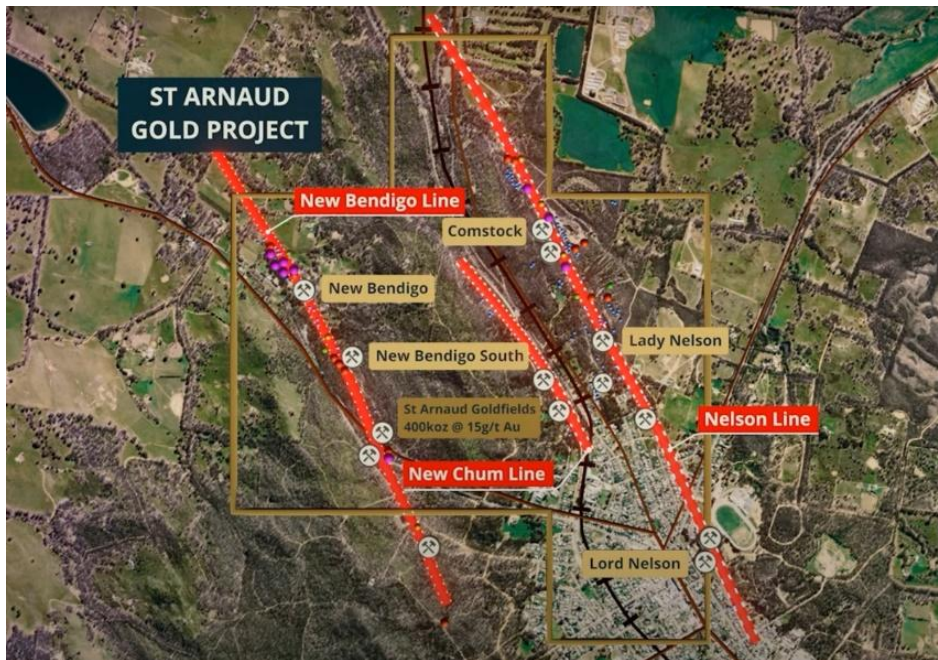 ST ARNAUD
GOLD PROJECT
New Bendigo Line
Comstock
New Bendigo
Lady Nelson
New Bendigo South
St Arnaud Goldfields
400koz @ 15g/t Au
Nelson Line
New Chum Line
Lord Nelson